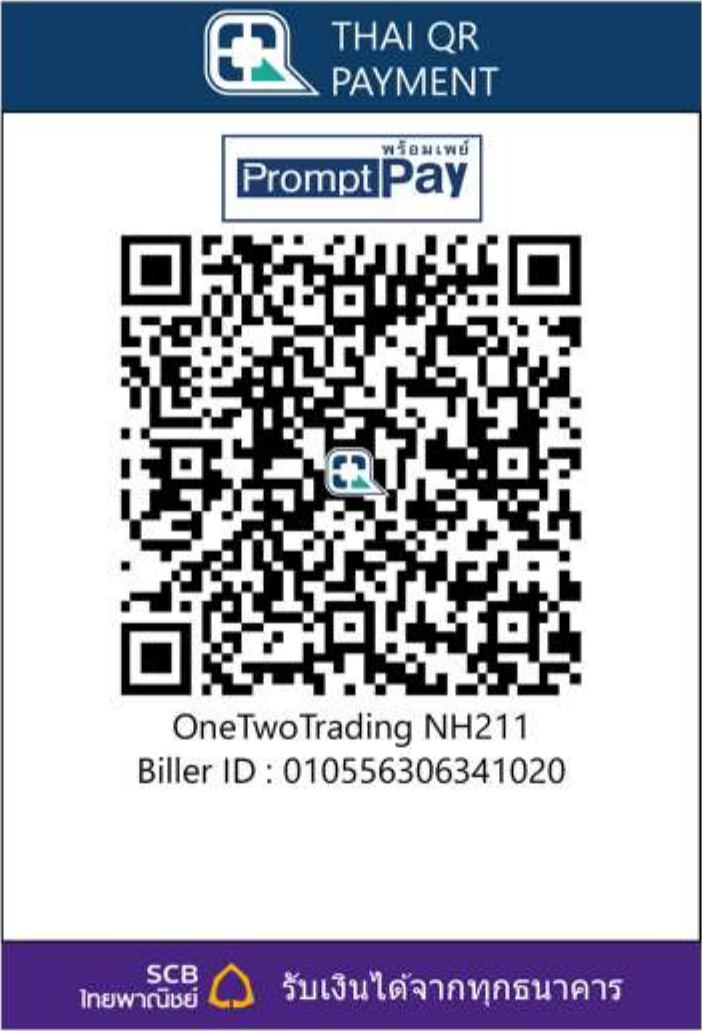 THAI QR
PAYMENT
พร้อมเพย์
Prompt Pay
OneTwoTrading NH211
Biller ID : 010556306341020
SCB
ไทยพาณิชย์
รับเงินได้จากทุกธนาคาร